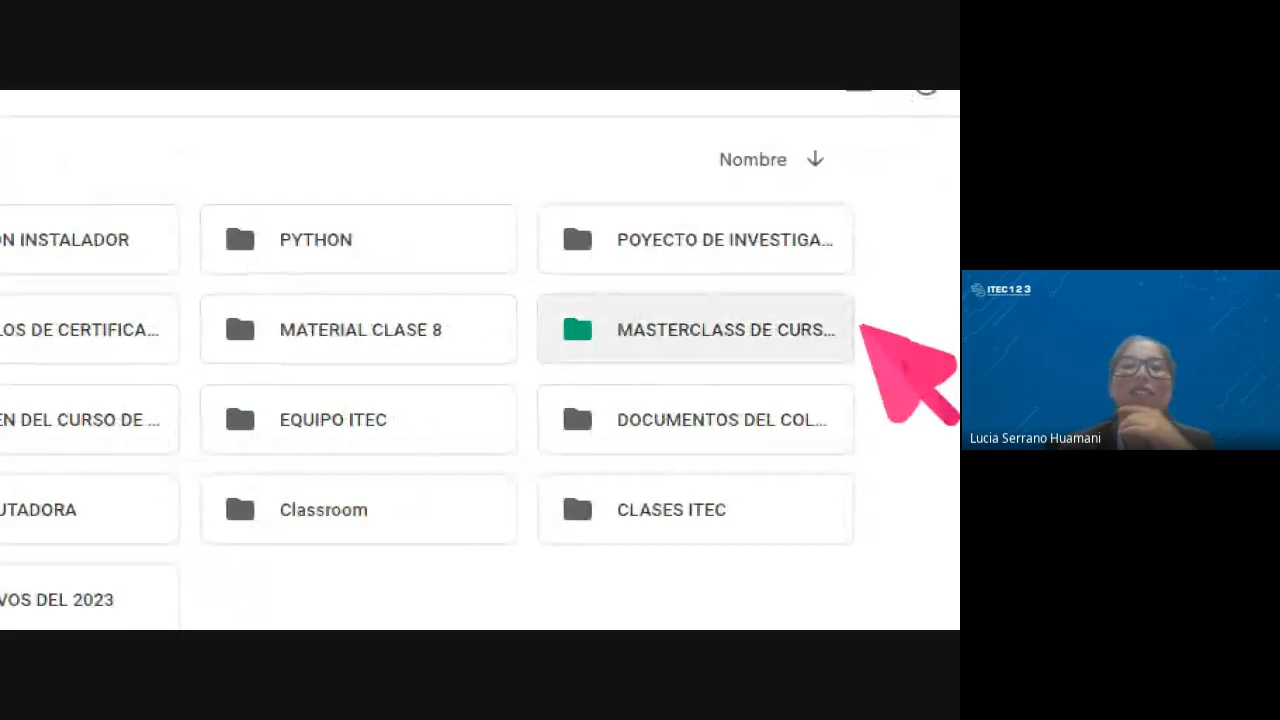 Nombre
ON INSTALADOR
PYTHON
POYECTO DE INVESTIGA...
LOS DE CERTIFICA...
MATERIAL CLASE 8
MASTERCLASS DE CURS...
EN DEL CURSO DE ...
EQUIPO ITEC
DOCUMENTOS DEL COL...
UTADORA
Classroom
CLASES ITEC
VOS DEL 2023
ITEC 1 2 3
Lucia Serrano Huamani